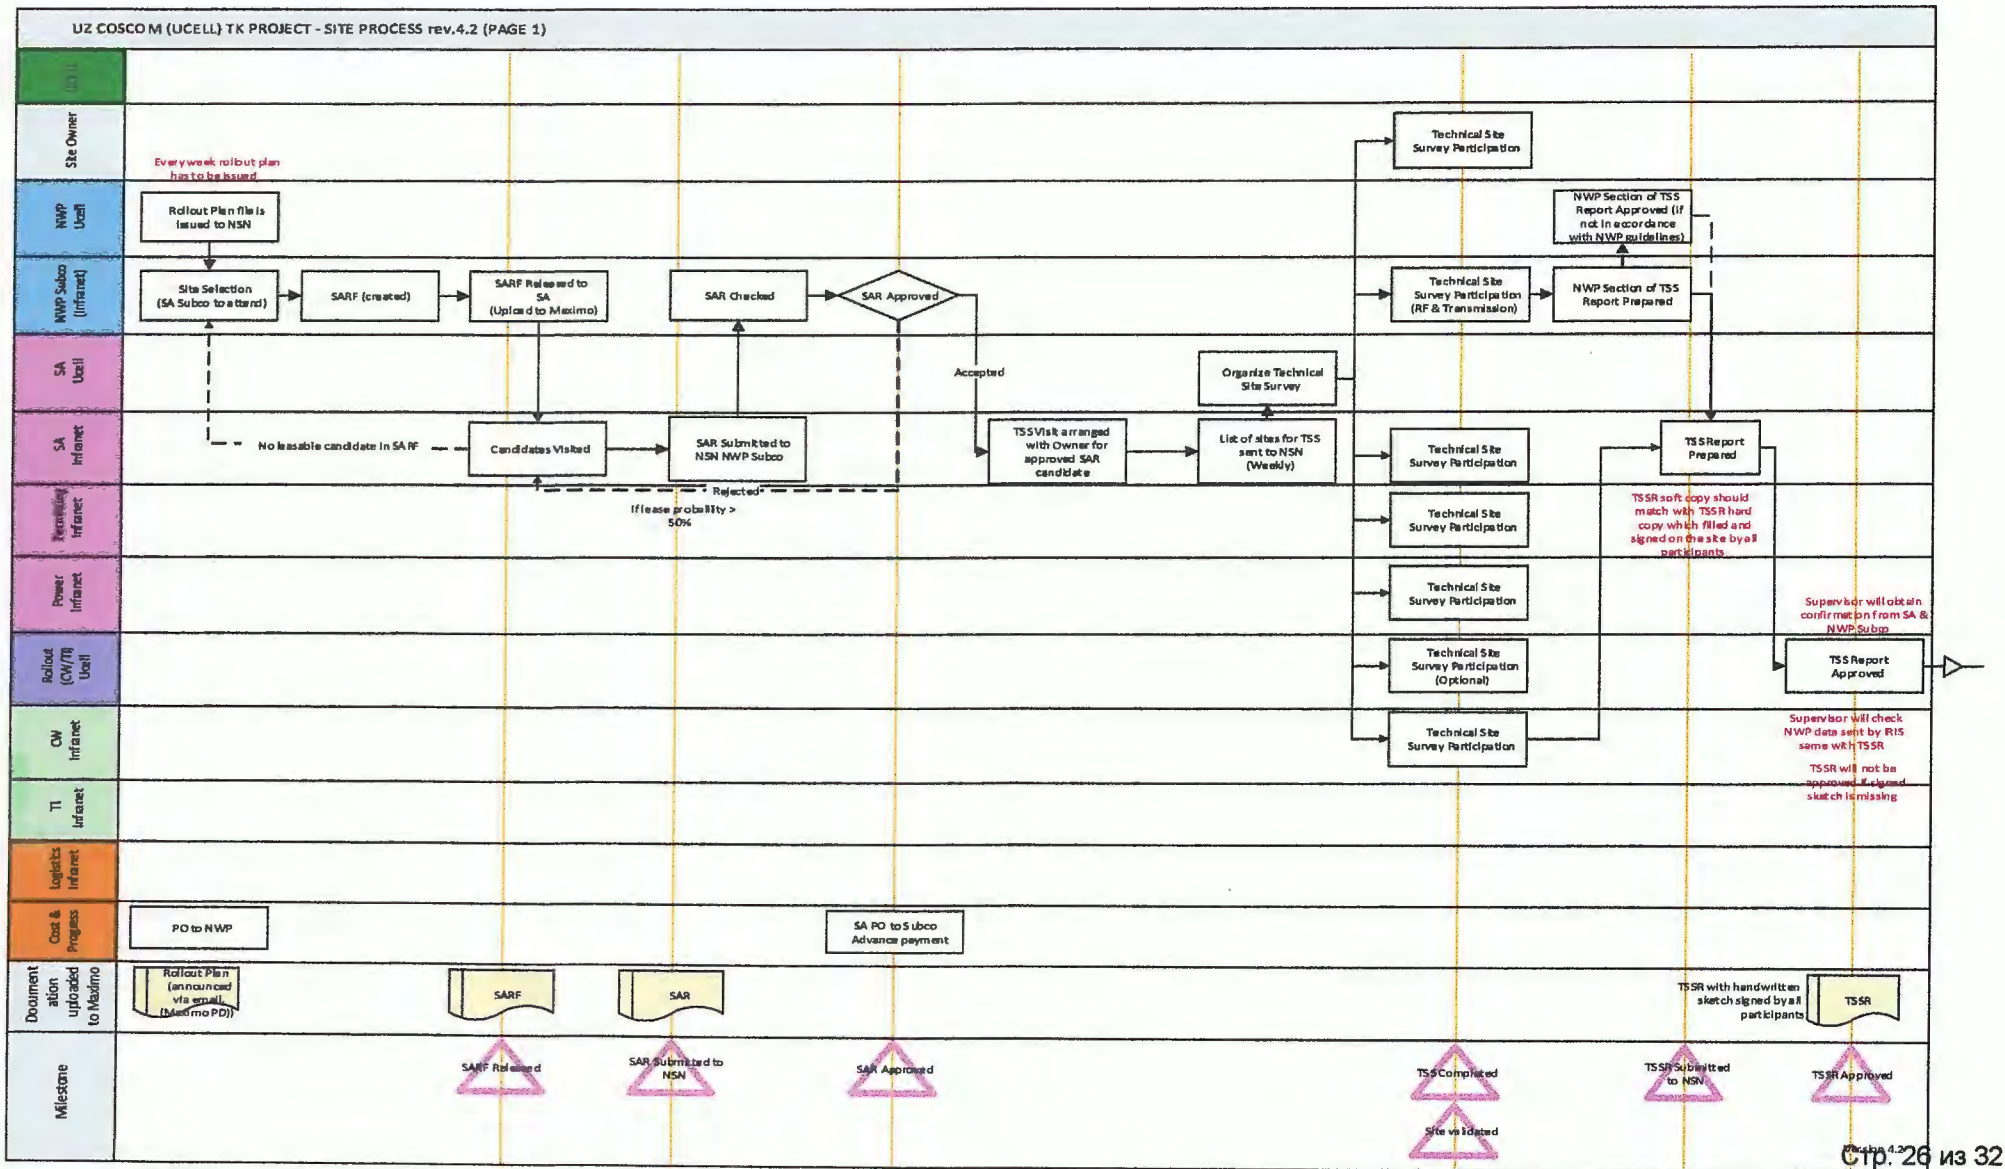 UZ COSCOM (UCELL) TK PROJECT - SITE PROCESS rev.4.2 (PAGE 1)
Site Owner
Technical Site
Survey Participation
Every week rollout plan
has to be issued
NWP
Ucell
Rollout Plan file is
issued to NSN
NWP Section of TSS
Report Approved (if
not in accordance
with NWP guidelines)
NWP Subco
(Infranet)
Site Selection
(SA Subco to attend)
SARF (created)
SARF Released to
SA
(Upload to Maximo)
SAR Checked
SAR Approved
Technical Site
Survey Participation
(RF & Transmission)
NWP Section of TSS
Report Prepared
SA
Ucell
Accepted
Organize Technical
Site Survey
SA
Infranet
No leasable candidate in SARF
Candidates Visited
SAR Submitted to
NSN NWP Subco
TSS Visit arranged
with Owner for
approved SAR
candidate
List of sites for TSS
sent to NSN
(Weekly)
Technical Site
Survey Participation
TSS Report
Prepared
Rejected
Infranet
If lease probality >
50%
Technical Site
Survey Participation
TSSR soft copy should
match with TSSR hard
copy which filled and
signed on the site by all
participants
Power
Infranet
Technical Site
Survey Participation
Supervisor will obtain
confirmation from SA &
NWP Subco
Rollout
(CW/TI)
Ucell
Technical Site
Survey Participation
(Optional)
TSS Report
Approved
CW
Infranet
Technical Site
Survey Participation
Supervisor will check
NWP data sent by IRIS
same with TSSR
TSSR will not be
approved if signed
sketch is missing
TI
Infranet
Logistics
Infranet
Cost &
Progress
PO to NWP
SA PO to Subco
Advance payment
Document
ation
uploaded
to Maximo
Rollout Plan
(announced
via email,
(Maximo PD))
SARF
SAR
TSSR with handwritten
sketch signed by all
participants
TSSR
Milestone
SARF Released
SAR Submitted to
NSN
SAR Approved
TSS Completed
TSSR Submitted
to NSN
TSSR Approved
Site validated
Version 4.2
Стр. 26 из 32